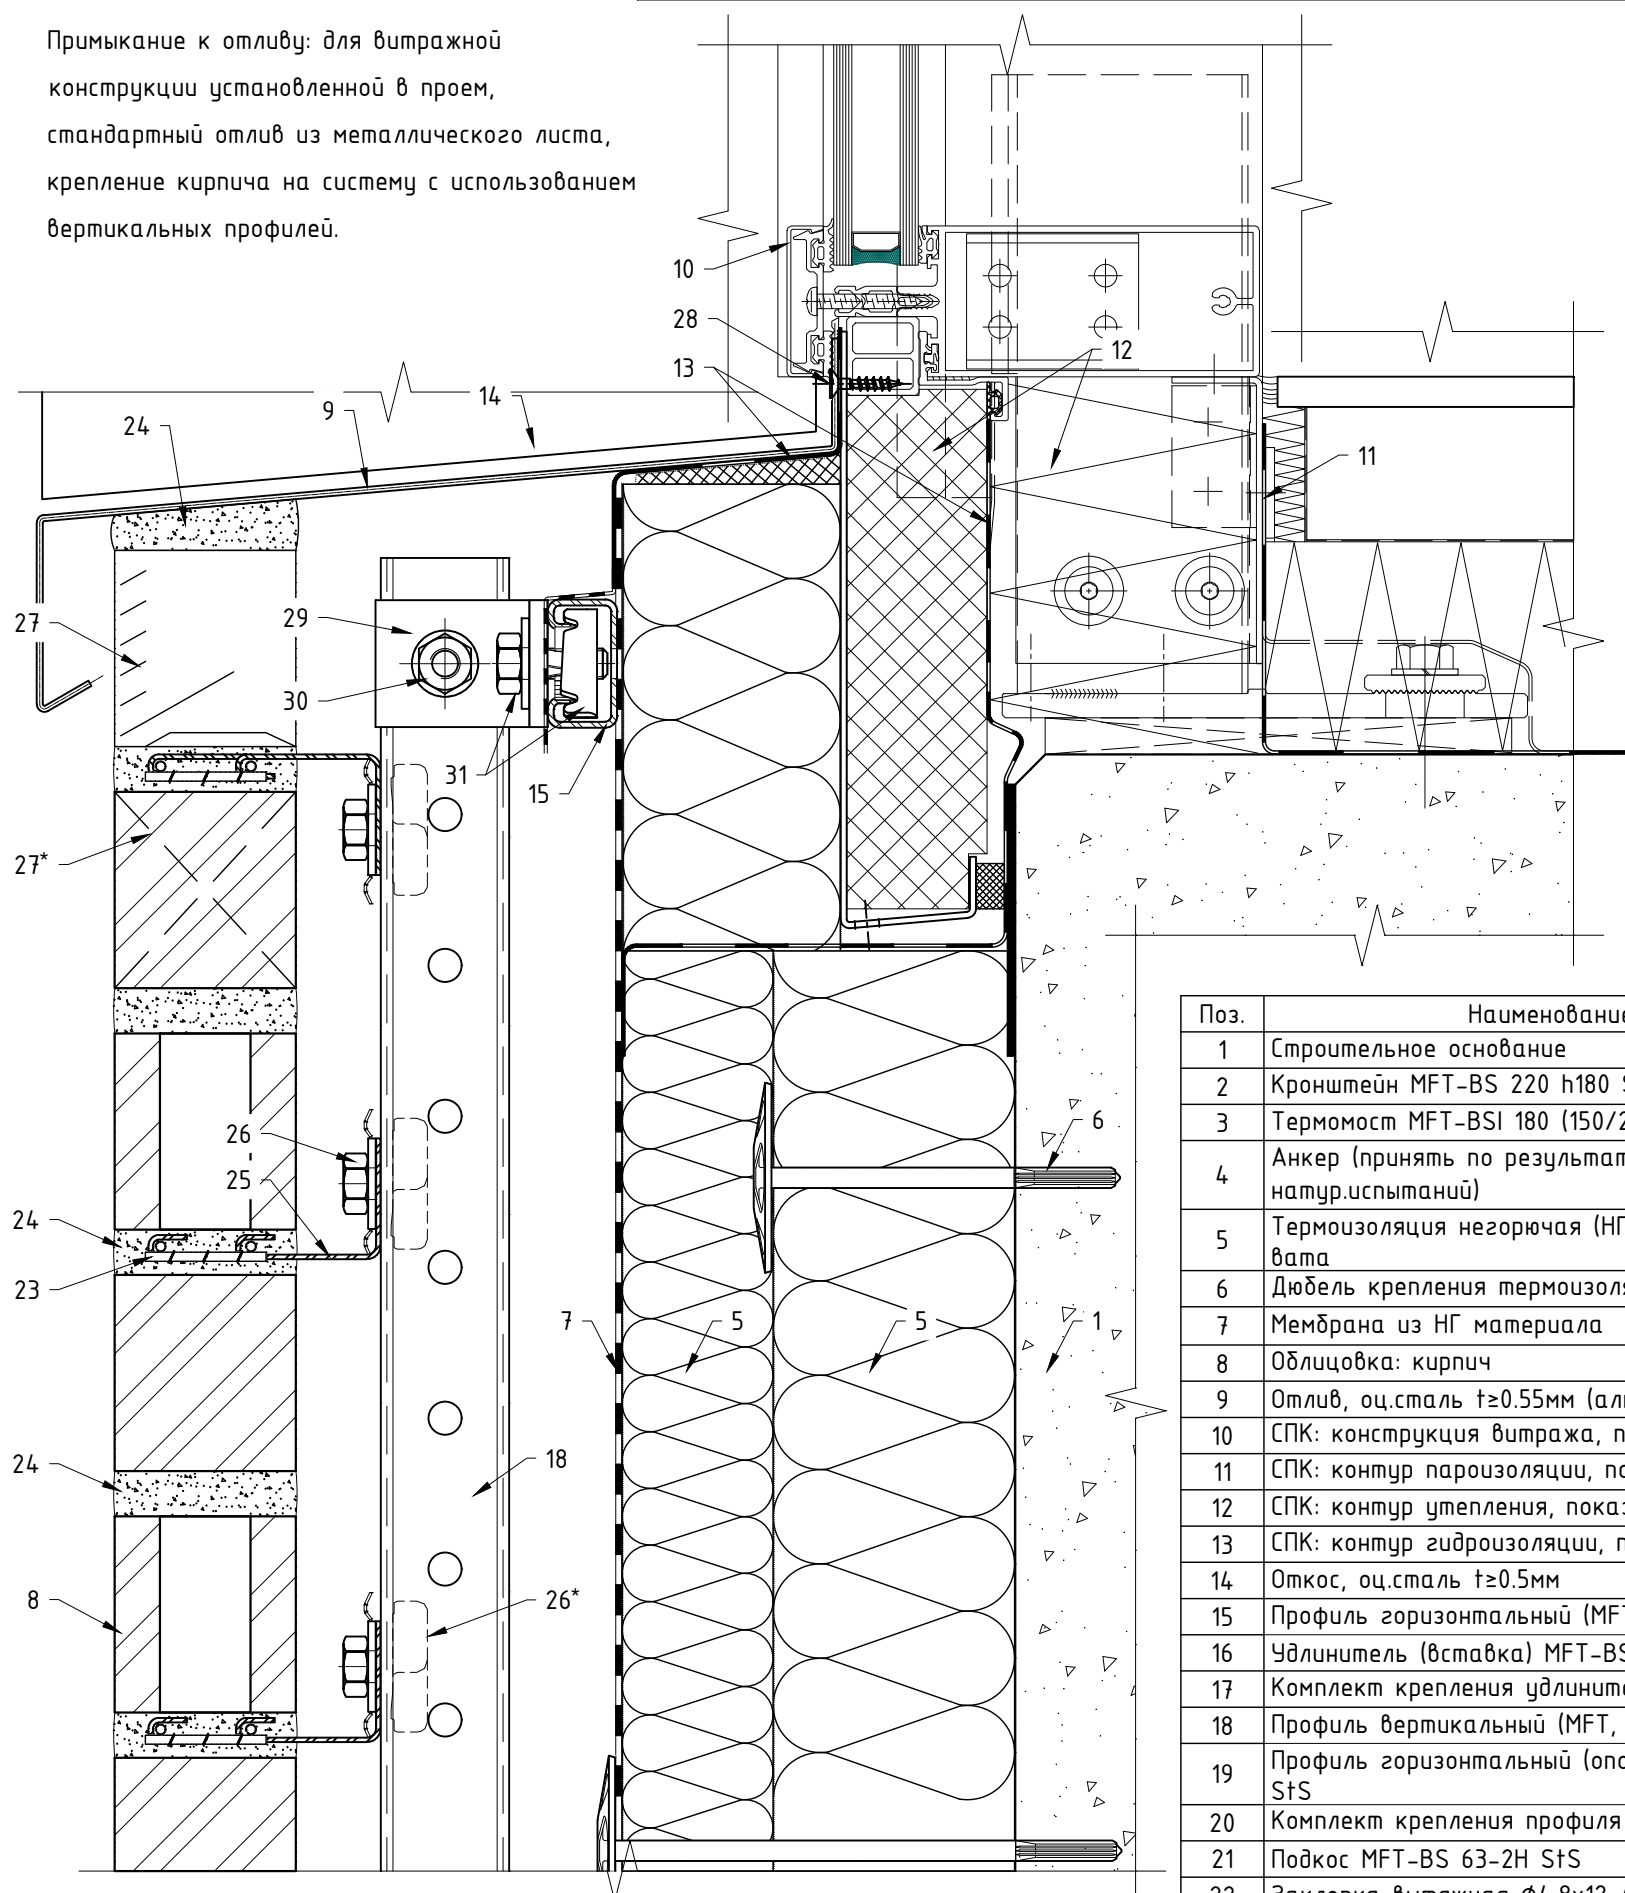 Примыкание к отливу: для витражной
конструкции установленной в проем,
стандартный отлив из металлического листа,
крепление кирпича на систему с использованием
вертикальных профилей.
10
28
13
12
14
9
24
11
27
29
30
31
15
27*
6
26
25
24
23
7
5
5
1
18
24
8
26*
Поз. Наименование
1 Строительное основание
2 Кронштейн MFT-BS 220 h180
3 Термомост MFT-BSI 180 (150/2
4 Анкер (принять по
натур.испытаний)
5 Термоизоляция негорючая (НГ
вата
6 Дюбель крепления
7 Мембрана из НГ материала
8 Облицовка: кирпич
9 Отлив, оц.сталь t≥0.55мм
10 СПК: конструкция витража,
11 СПК: контур пароизоляции,
12 СПК: контур утепления,
13 СПК: контур гидроизоляции,
14 Откос, оц.сталь t≥0.5мм
15 Профиль горизонтальный
16 Удлинитель (вставка) MFT-BS
17 Комплект крепления
18 Профиль вертикальный (MFT,
19 Профиль горизонтальный
StS
20 Комплект крепления профиля
21 Подкос MFT-BS 63-2H StS